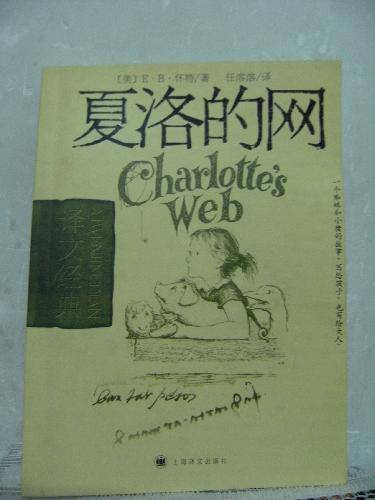 〔美〕E·B·怀特/著 任溶溶/译
夏洛的网
Charlotte's
Web
译文经典
一个蜘蛛和小猪的故事，写给孩子，也写给大人。
上海译文出版社